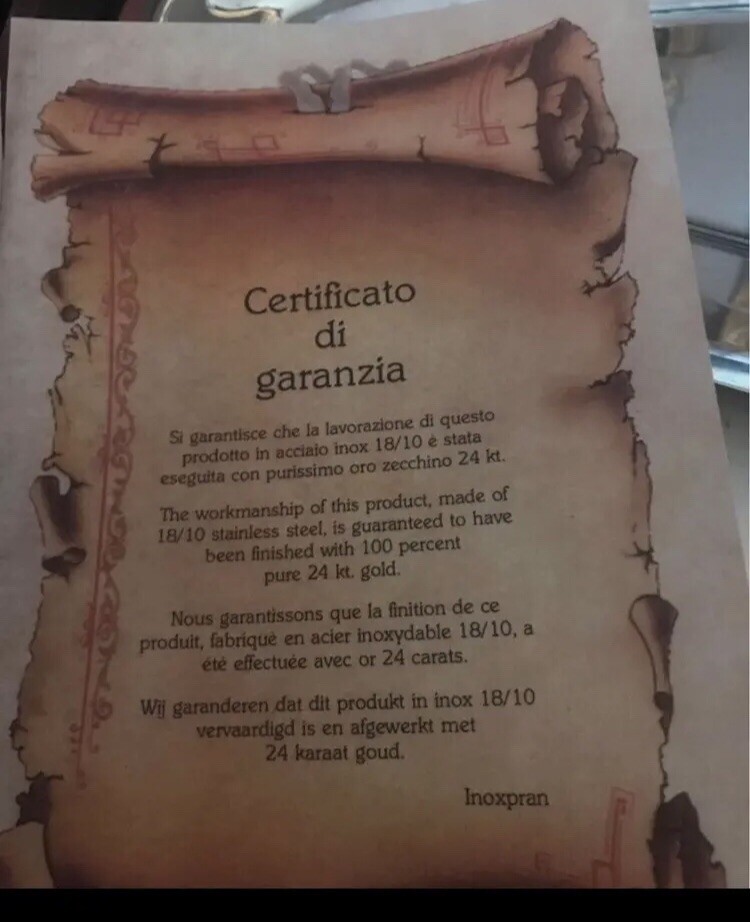 Certificato
di
garanzia
Si garantisce che la lavorazione di questo
prodotto in acciaio inox 18/10 è stata
eseguita con purissimo oro zecchino 24 kt.
The workmanship of this product, made of
18/10 stainless steel, is guaranteed to have
been finished with 100 percent
pure 24 kt. gold.
Nous garantissons que la finition de ce
produit, fabriqué en acier inoxydable 18/10, a
été effectuée avec or 24 carats.
Wij garanderen dat dit produkt in inox 18/10
vervaardigd is en afgewerkt met
24 karaat goud.
Inoxpran